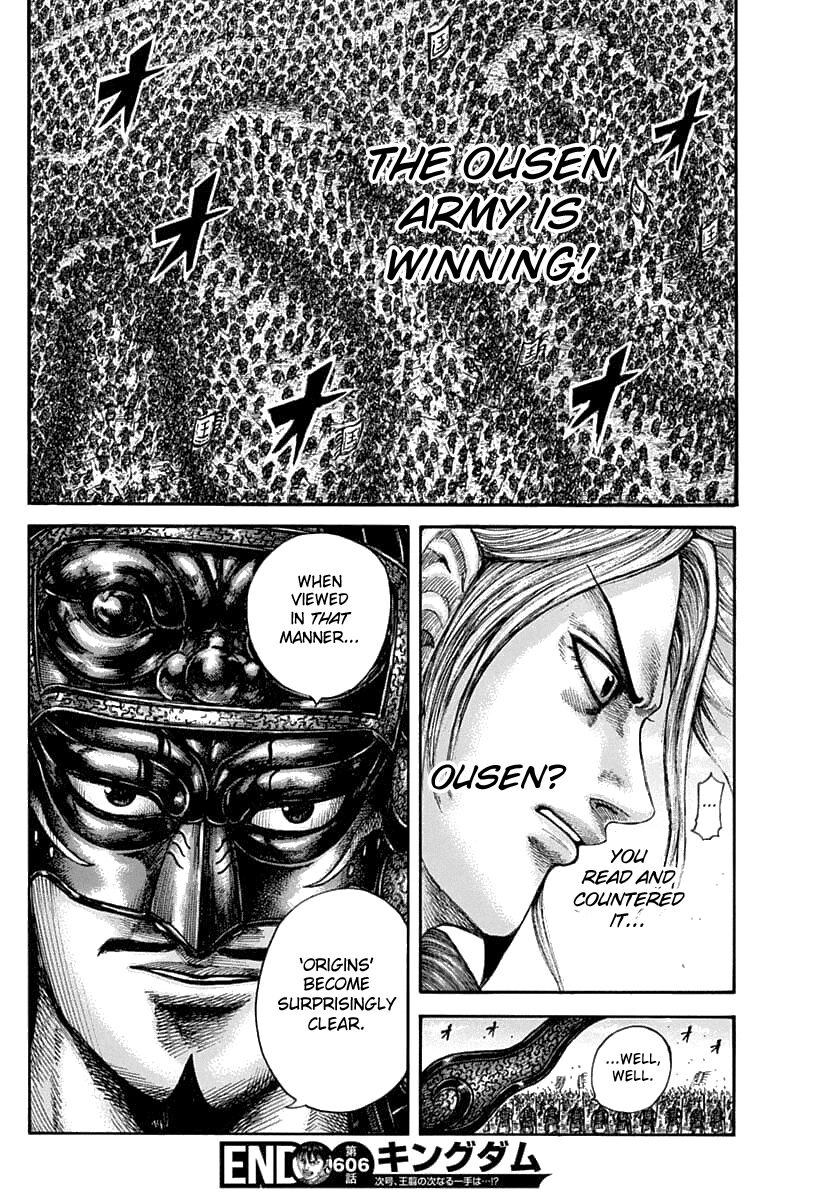 オ
オ
オ
オ
オ
THE OUSEN
ARMY IS
WINNING!
OUSEN?
...
YOU
READ AND
COUNTERED
IT...
...WELL,
WELL.
オ
オ
オ
WHEN
VIEWED
IN THAT
MANNER...
'ORIGINS'
BECOME
SURPRISINGLY
CLEAR.
END 第606話 キングダム
次号、王翦の次なる一手は…!?